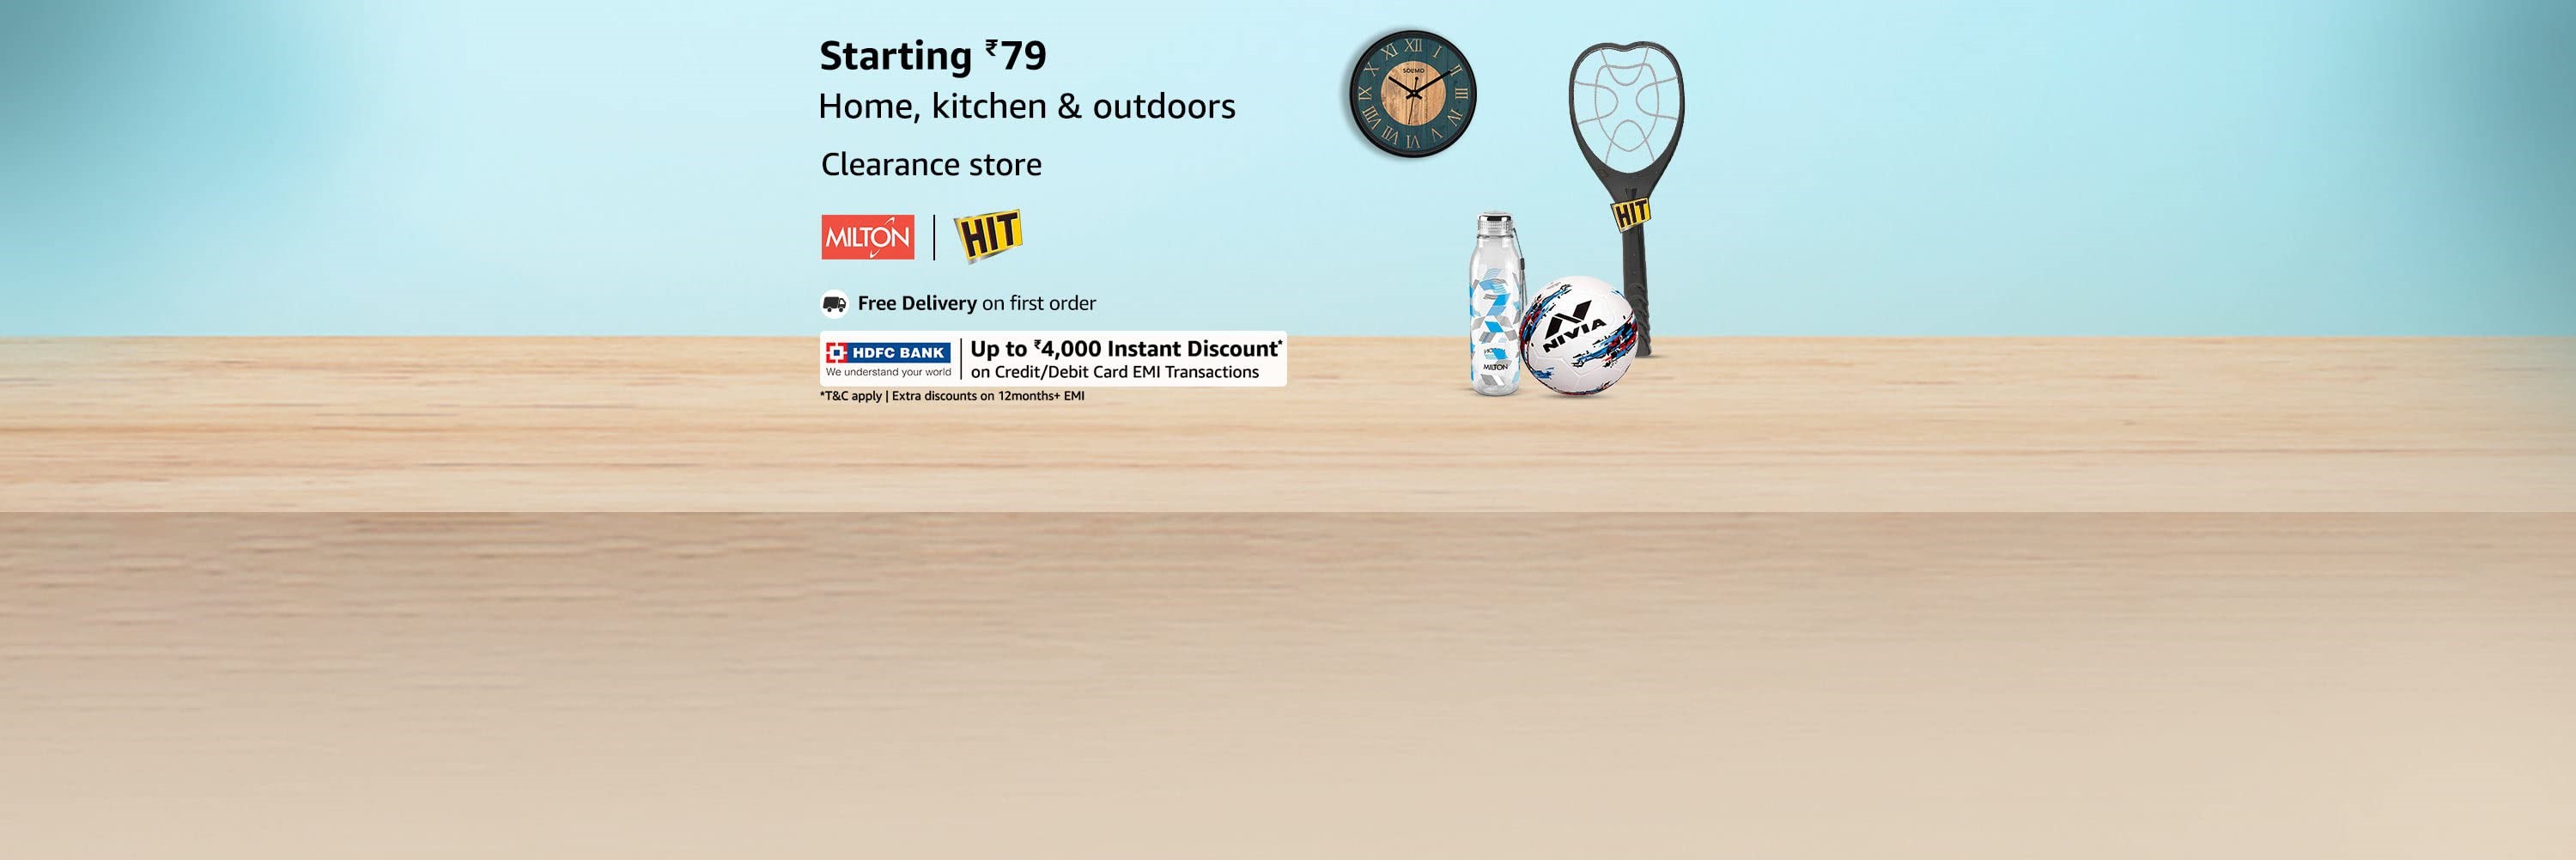 Starting ₹79
Home, kitchen & outdoors
Clearance store
MILTON | HIT
Free Delivery on first order
HDFC BANK
We understand your world
Up to ₹4,000 Instant Discount*
on Credit/Debit Card EMI Transactions
*T&C apply | Extra discounts on 12months+ EMI
XII
I
II
III
IV
V
VI
VII
VIII
IX
X
XI
SOLIMO
HIT
MILTON
NIVIA